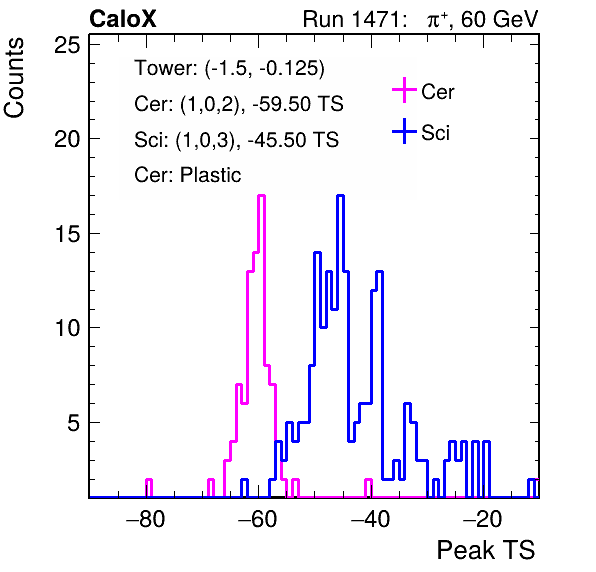 CaloX Run 1471: π+, 60 GeV
Counts
25
20
15
10
5
Tower: (-1.5, -0.125)
Cer: (1,0,2), -59.50 TS
Sci: (1,0,3), -45.50 TS
Cer: Plastic
Cer
Sci
−80 −60 −40 −20
Peak TS